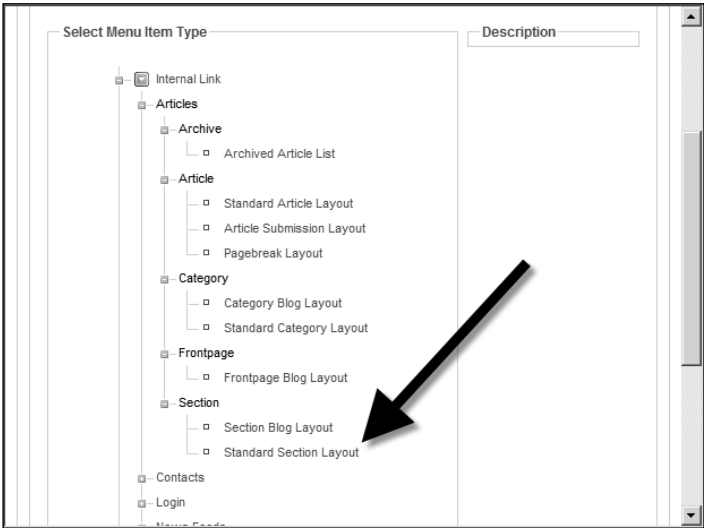 Select Menu Item Type
Description
Internal Link
Articles
Archive
Archived Article List
Article
Standard Article Layout
Article Submission Layout
Pagebreak Layout
Category
Category Blog Layout
Standard Category Layout
Frontpage
Frontpage Blog Layout
Section
Section Blog Layout
Standard Section Layout
Contacts
Login
News Feeds